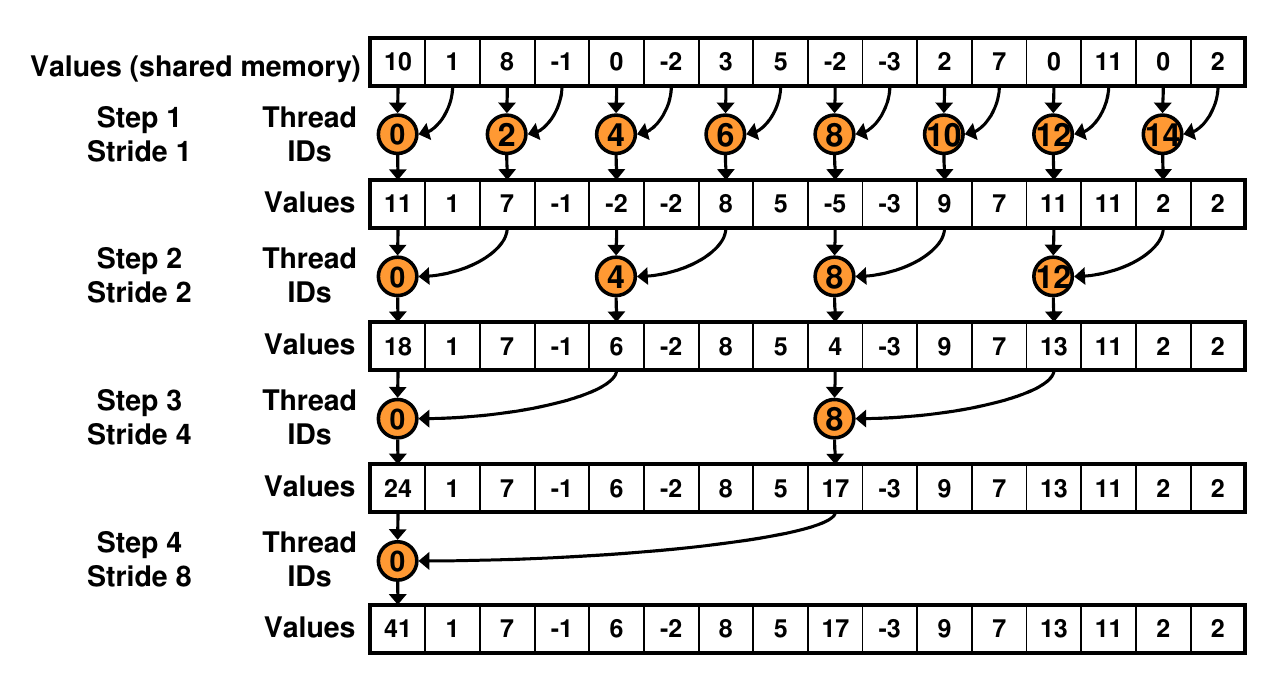 Values (shared memory) 10 1 8 -1 0 -2 3 5 -2 -3 2 7 0 11 0 2
Step 1 Thread 0 2 4 6 8 10 12 14
Stride 1 IDs
Values 11 1 7 -1 -2 -2 8 5 -5 -3 9 7 11 11 2 2
Step 2 Thread 0 4 8 12
Stride 2 IDs
Values 18 1 7 -1 6 -2 8 5 4 -3 9 7 13 11 2 2
Step 3 Thread 0 8
Stride 4 IDs
Values 24 1 7 -1 6 -2 8 5 17 -3 9 7 13 11 2 2
Step 4 Thread 0
Stride 8 IDs
Values 41 1 7 -1 6 -2 8 5 17 -3 9 7 13 11 2 2